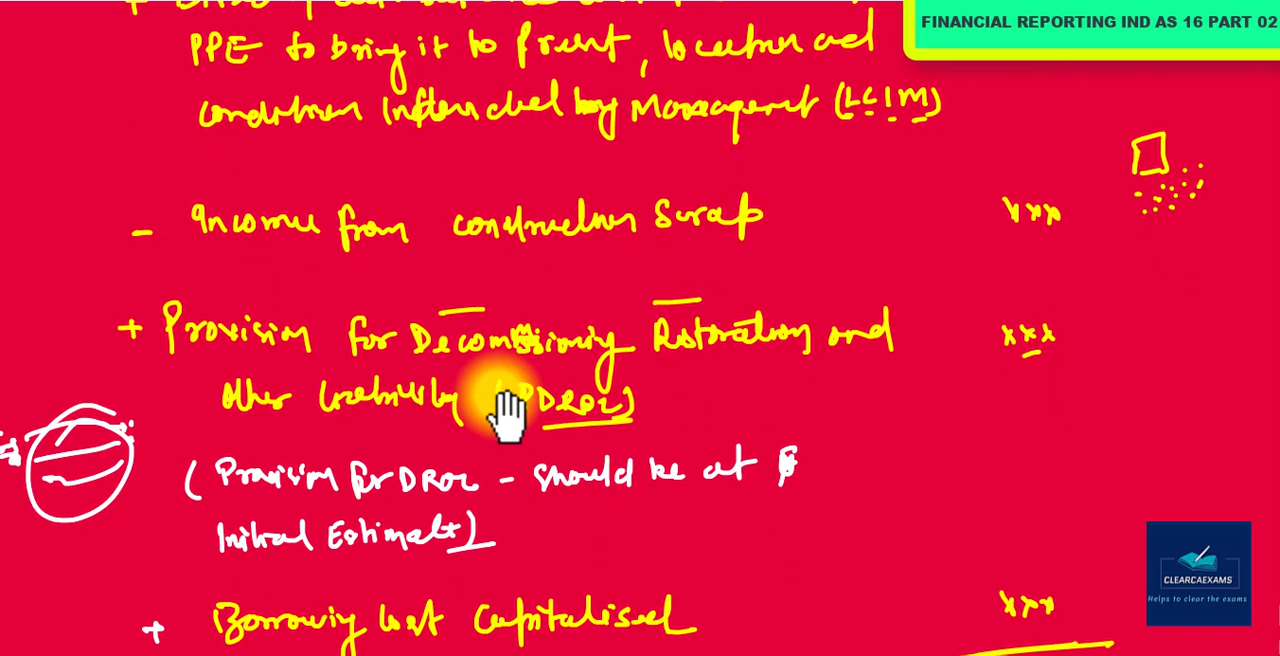 FINANCIAL REPORTING IND AS 16 PART 02
PPE to bring it to Present, location and
condition Intended by Management (LCIM)
- Income from construction Scrap xxx
+ Provision for Decommissioning Restoration and xxx
other liability DROL)
( Provision for DROL - should be at
Initial Estimate)
+ Borrowing Cost Capitalised xxx
CLEARCAEXAMS
Helps to clear the exams